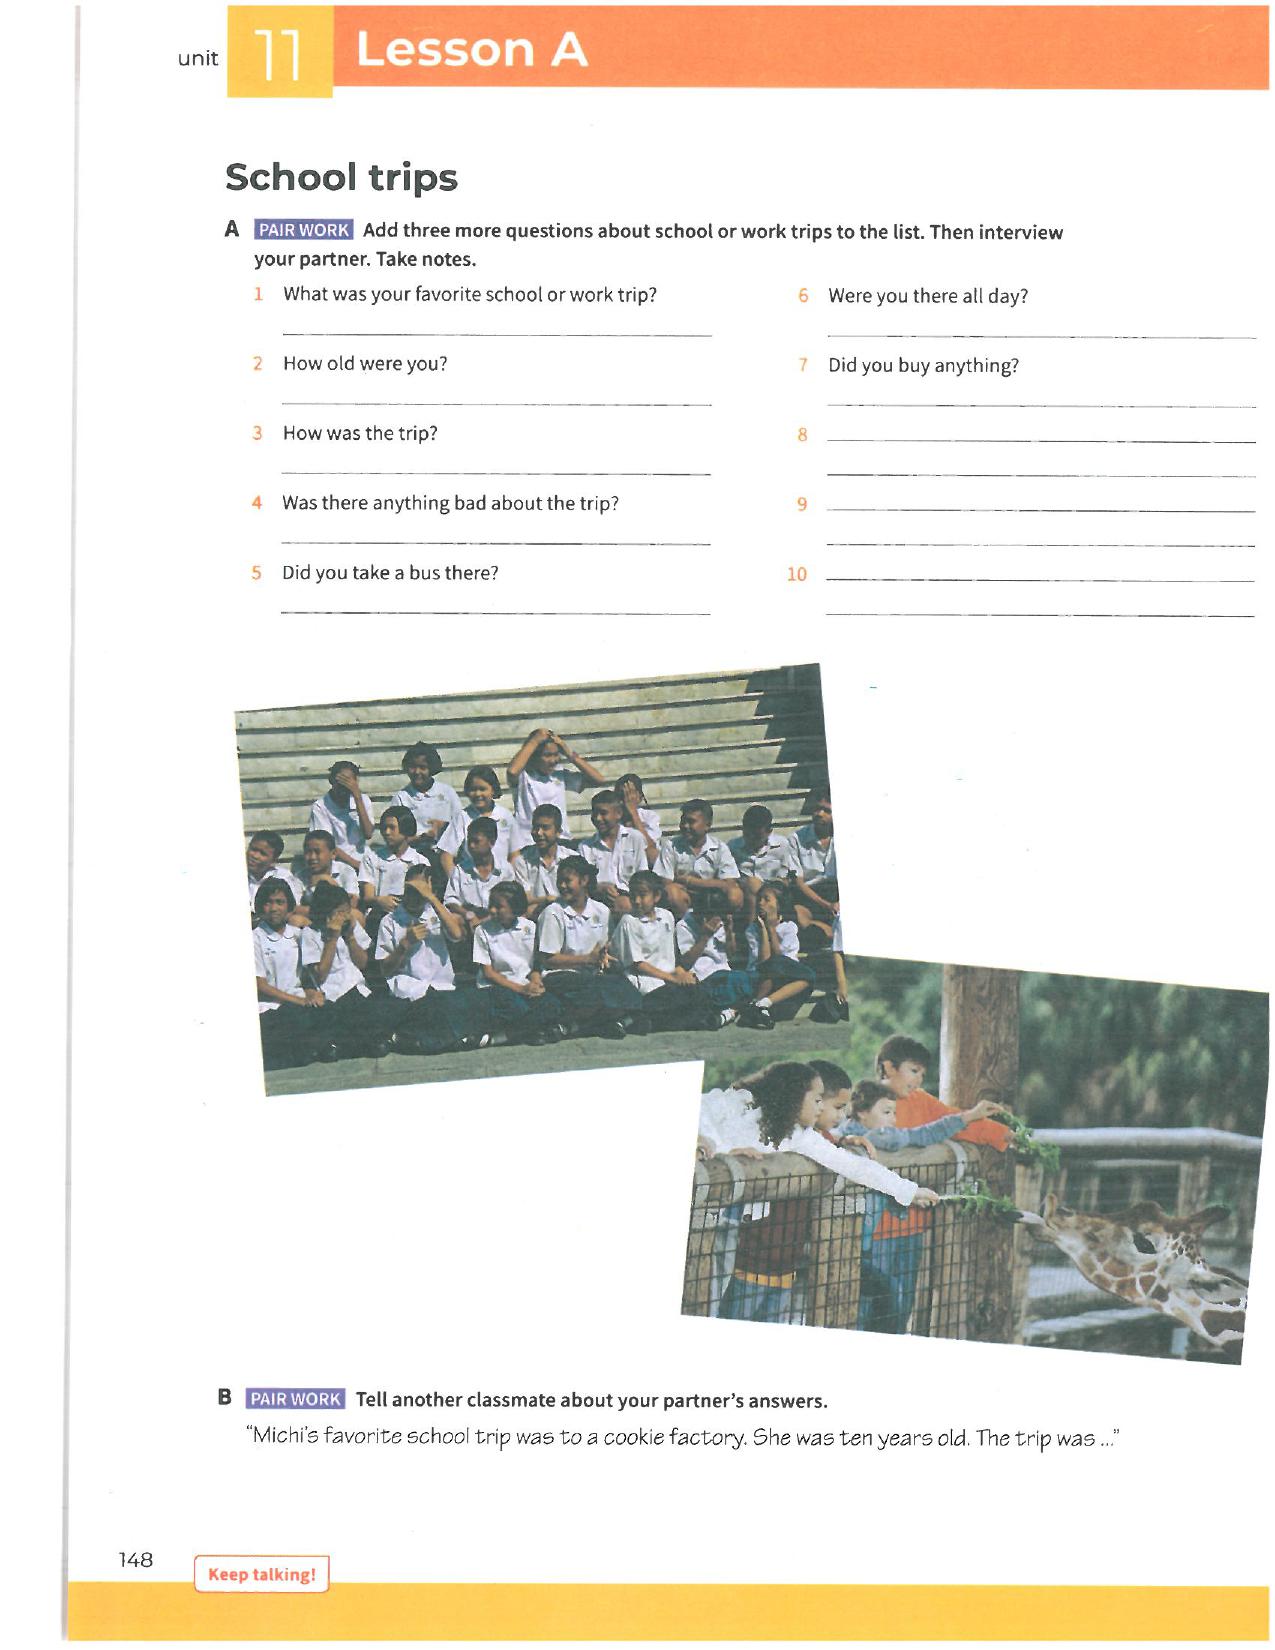 unit 11 Lesson A
School trips
A PAIR WORK Add three more questions about school or work trips to the list. Then interview
your partner. Take notes.
1 What was your favorite school or work trip?
2 How old were you?
3 How was the trip?
4 Was there anything bad about the trip?
5 Did you take a bus there?
6 Were you there all day?
7 Did you buy anything?
8
9
10
B PAIR WORK Tell another classmate about your partner's answers.
"Michi's favorite school trip was to a cookie factory. She was ten years old. The trip was ..."
148
Keep talking!